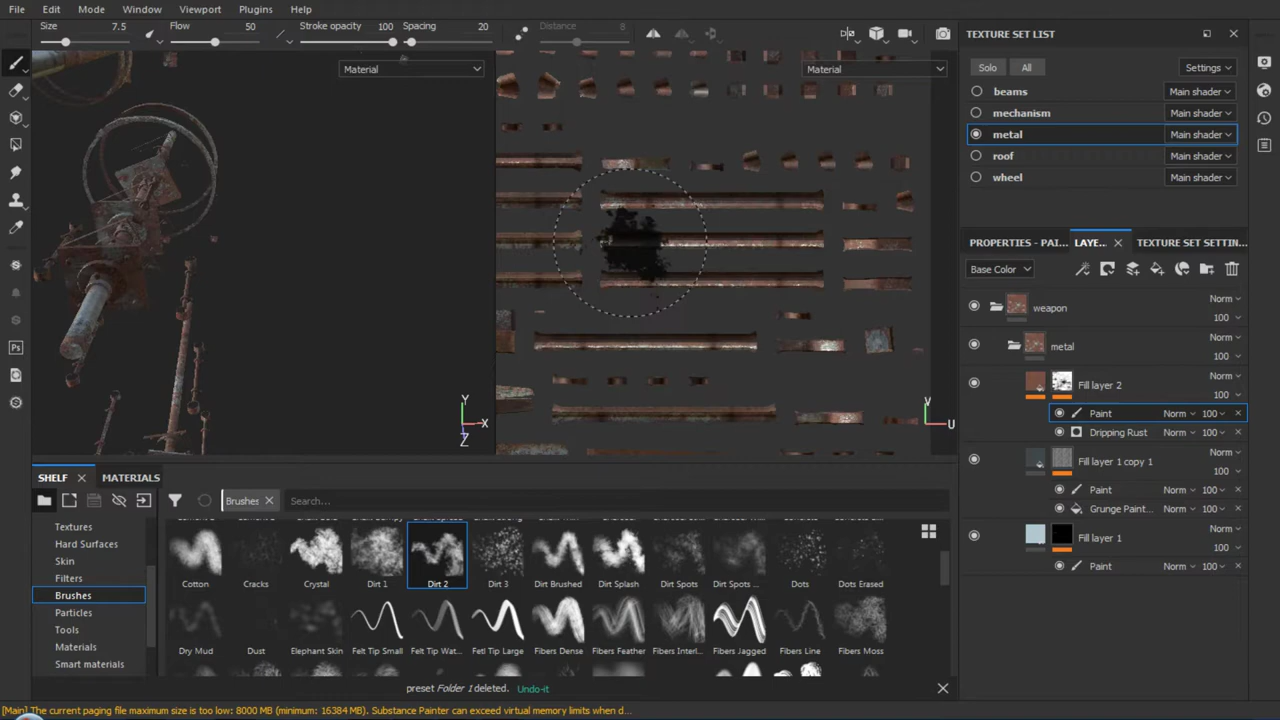 File Edit Mode Window Viewport Plugins Help
Size 7.5 Flow 50 Stroke opacity 100 Spacing 20 Distance 8
Material
Material
Y
X
Z
V
U
TEXTURE SET LIST
Solo All Settings
beams Main shader
mechanism Main shader
metal Main shader
roof Main shader
wheel Main shader
PROPERTIES - PAI... LAYE... TEXTURE SET SETTIN...
Base Color
weapon Norm
100
metal Norm
100
Fill layer 2 Norm
100
Paint Norm 100
Dripping Rust Norm 100
Fill layer 1 copy 1 Norm
100
Paint Norm 100
Grunge Paint... Norm 100
Fill layer 1 Norm
100
Paint Norm 100
Ps
SHELF MATERIALS
Brushes Search...
Textures
Hard Surfaces
Skin
Filters
Brushes
Particles
Tools
Materials
Smart materials
Cotton Cracks Crystal Dirt 1 Dirt 2 Dirt 3 Dirt Brushed Dirt Splash Dirt Spots Dirt Spots ... Dots Dots Erased
Dry Mud Dust Elephant Skin Felt Tip Small Felt Tip Wat... Fetl Tip Large Fibers Dense Fibers Feather Fibers Interl... Fibers Jagged Fibers Line Fibers Moss
preset Folder 1 deleted. Undo-it
[Main] The current paging file maximum size is too low: 8000 MB (minimum: 16384 MB). Substance Painter can exceed virtual memory limits when d...